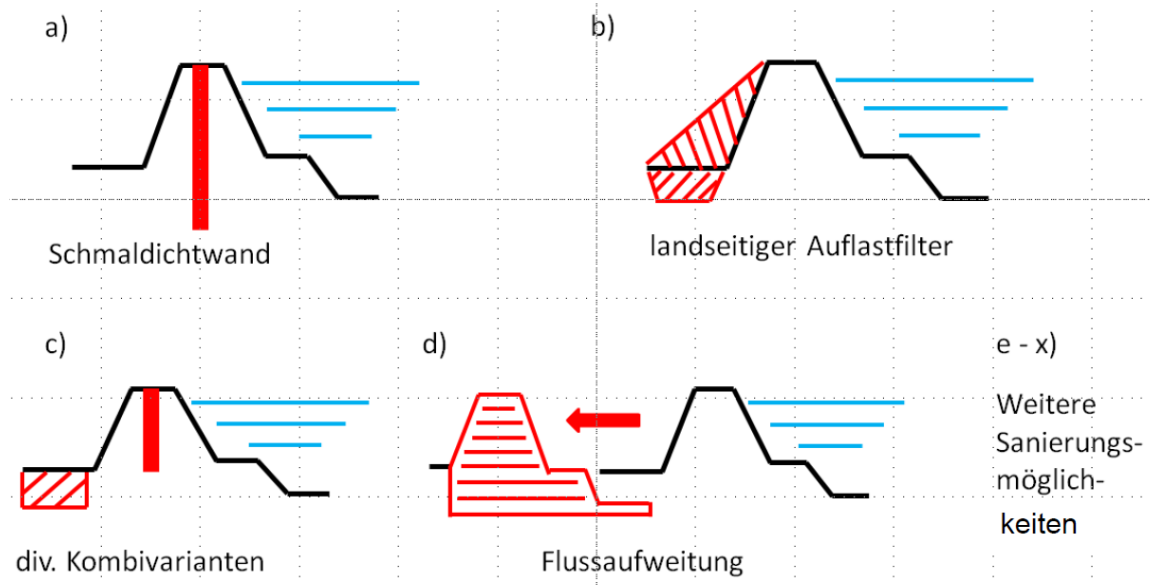 a)
b)
Schmaldichtwand
landseitiger Auflastfilter
c)
d)
e - x)
Weitere
Sanierungs-
möglich-
keiten
div. Kombivarianten
Flussaufweitung